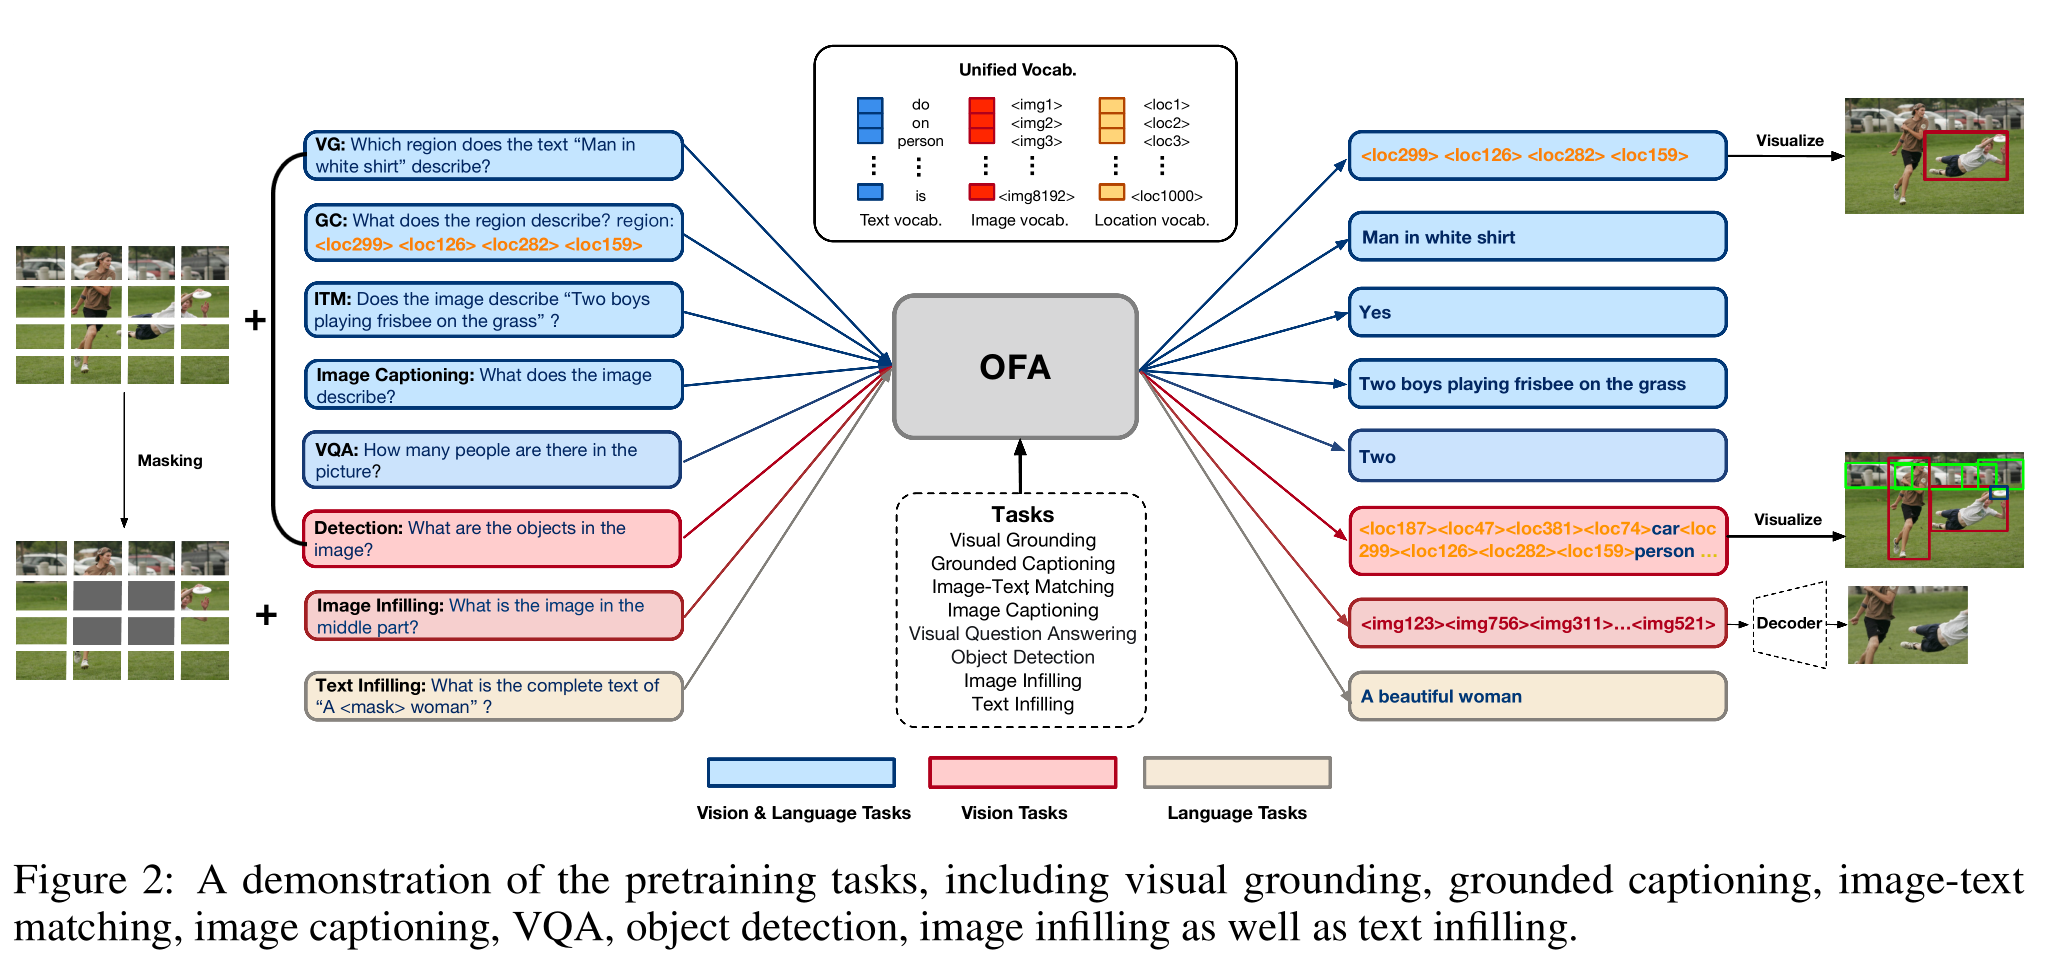 Unified Vocab.
do
on
person
is
Text vocab.
<img1>
<img2>
<img3>
<img8192>
Image vocab.
<loc1>
<loc2>
<loc3>
<loc1000>
Location vocab.
Masking
+
+
VG: Which region does the text “Man in
white shirt” describe?
GC: What does the region describe? region:
<loc299> <loc126> <loc282> <loc159>
ITM: Does the image describe “Two boys
playing frisbee on the grass” ?
Image Captioning: What does the image
describe?
VQA: How many people are there in the
picture?
Detection: What are the objects in the
image?
Image Infilling: What is the image in the
middle part?
Text Infilling: What is the complete text of
“A <mask> woman” ?
OFA
Tasks
Visual Grounding
Grounded Captioning
Image-Text Matching
Image Captioning
Visual Question Answering
Object Detection
Image Infilling
Text Infilling
<loc299> <loc126> <loc282> <loc159>
Visualize
Man in white shirt
Yes
Two boys playing frisbee on the grass
Two
<loc187><loc47><loc381><loc74>car<loc
299><loc126><loc282><loc159>person ...
Visualize
<img123><img756><img311>...<img521>
Decoder
A beautiful woman
Vision & Language Tasks
Vision Tasks
Language Tasks
Figure 2: A demonstration of the pretraining tasks, including visual grounding, grounded captioning, image-text
matching, image captioning, VQA, object detection, image infilling as well as text infilling.